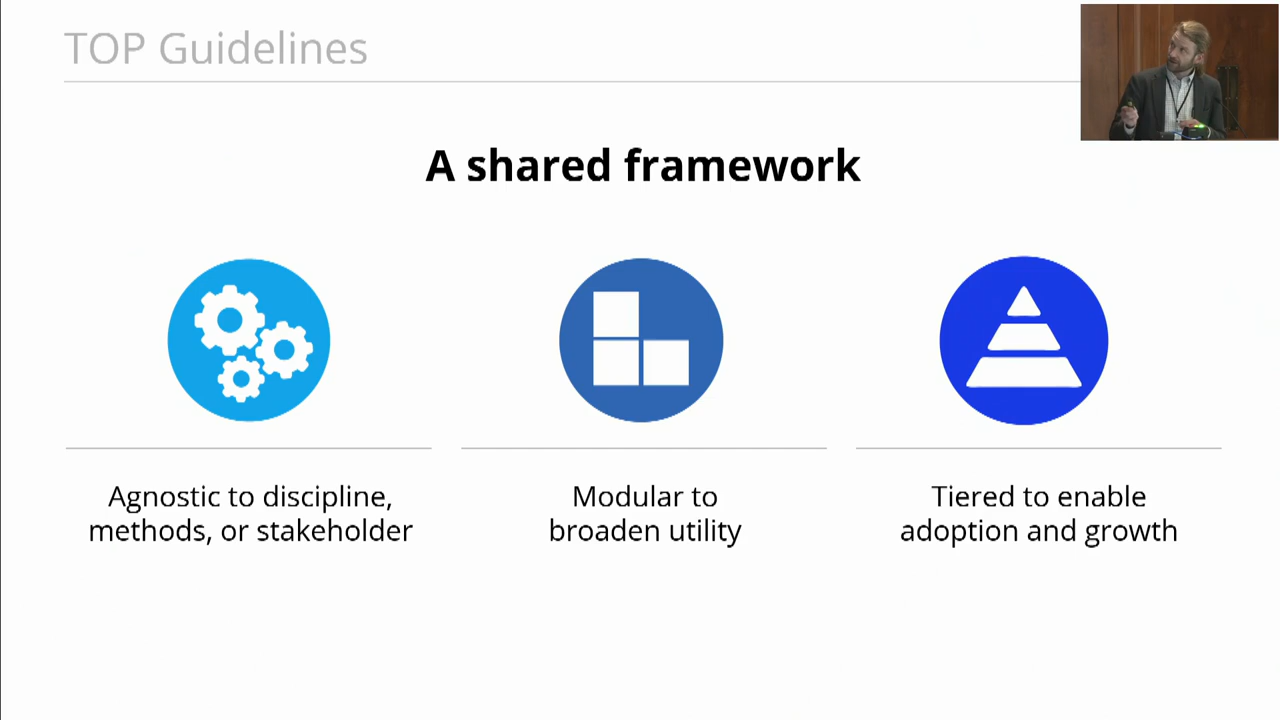 TOP Guidelines
A shared framework
Agnostic to discipline,
methods, or stakeholder
Modular to
broaden utility
Tiered to enable
adoption and growth